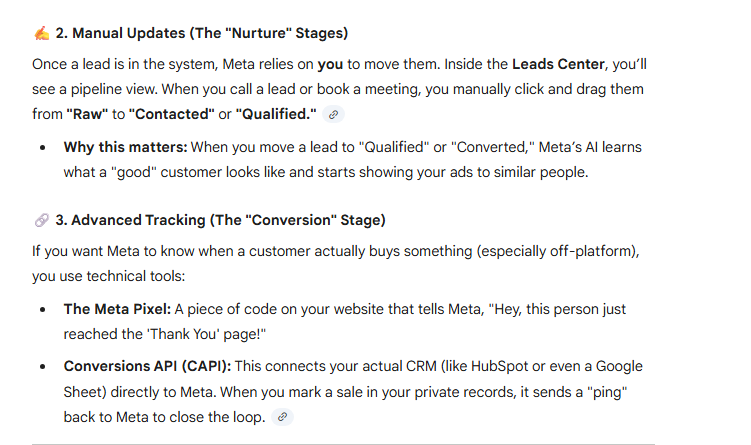 ✍️ 2. Manual Updates (The "Nurture" Stages)
Once a lead is in the system, Meta relies on you to move them. Inside the Leads Center, you’ll
see a pipeline view. When you call a lead or book a meeting, you manually click and drag them
from "Raw" to "Contacted" or "Qualified."
• Why this matters: When you move a lead to "Qualified" or "Converted," Meta’s AI learns
what a "good" customer looks like and starts showing your ads to similar people.
🔗 3. Advanced Tracking (The "Conversion" Stage)
If you want Meta to know when a customer actually buys something (especially off-platform),
you use technical tools:
• The Meta Pixel: A piece of code on your website that tells Meta, "Hey, this person just
reached the 'Thank You' page!"
• Conversions API (CAPI): This connects your actual CRM (like HubSpot or even a Google
Sheet) directly to Meta. When you mark a sale in your private records, it sends a "ping"
back to Meta to close the loop.